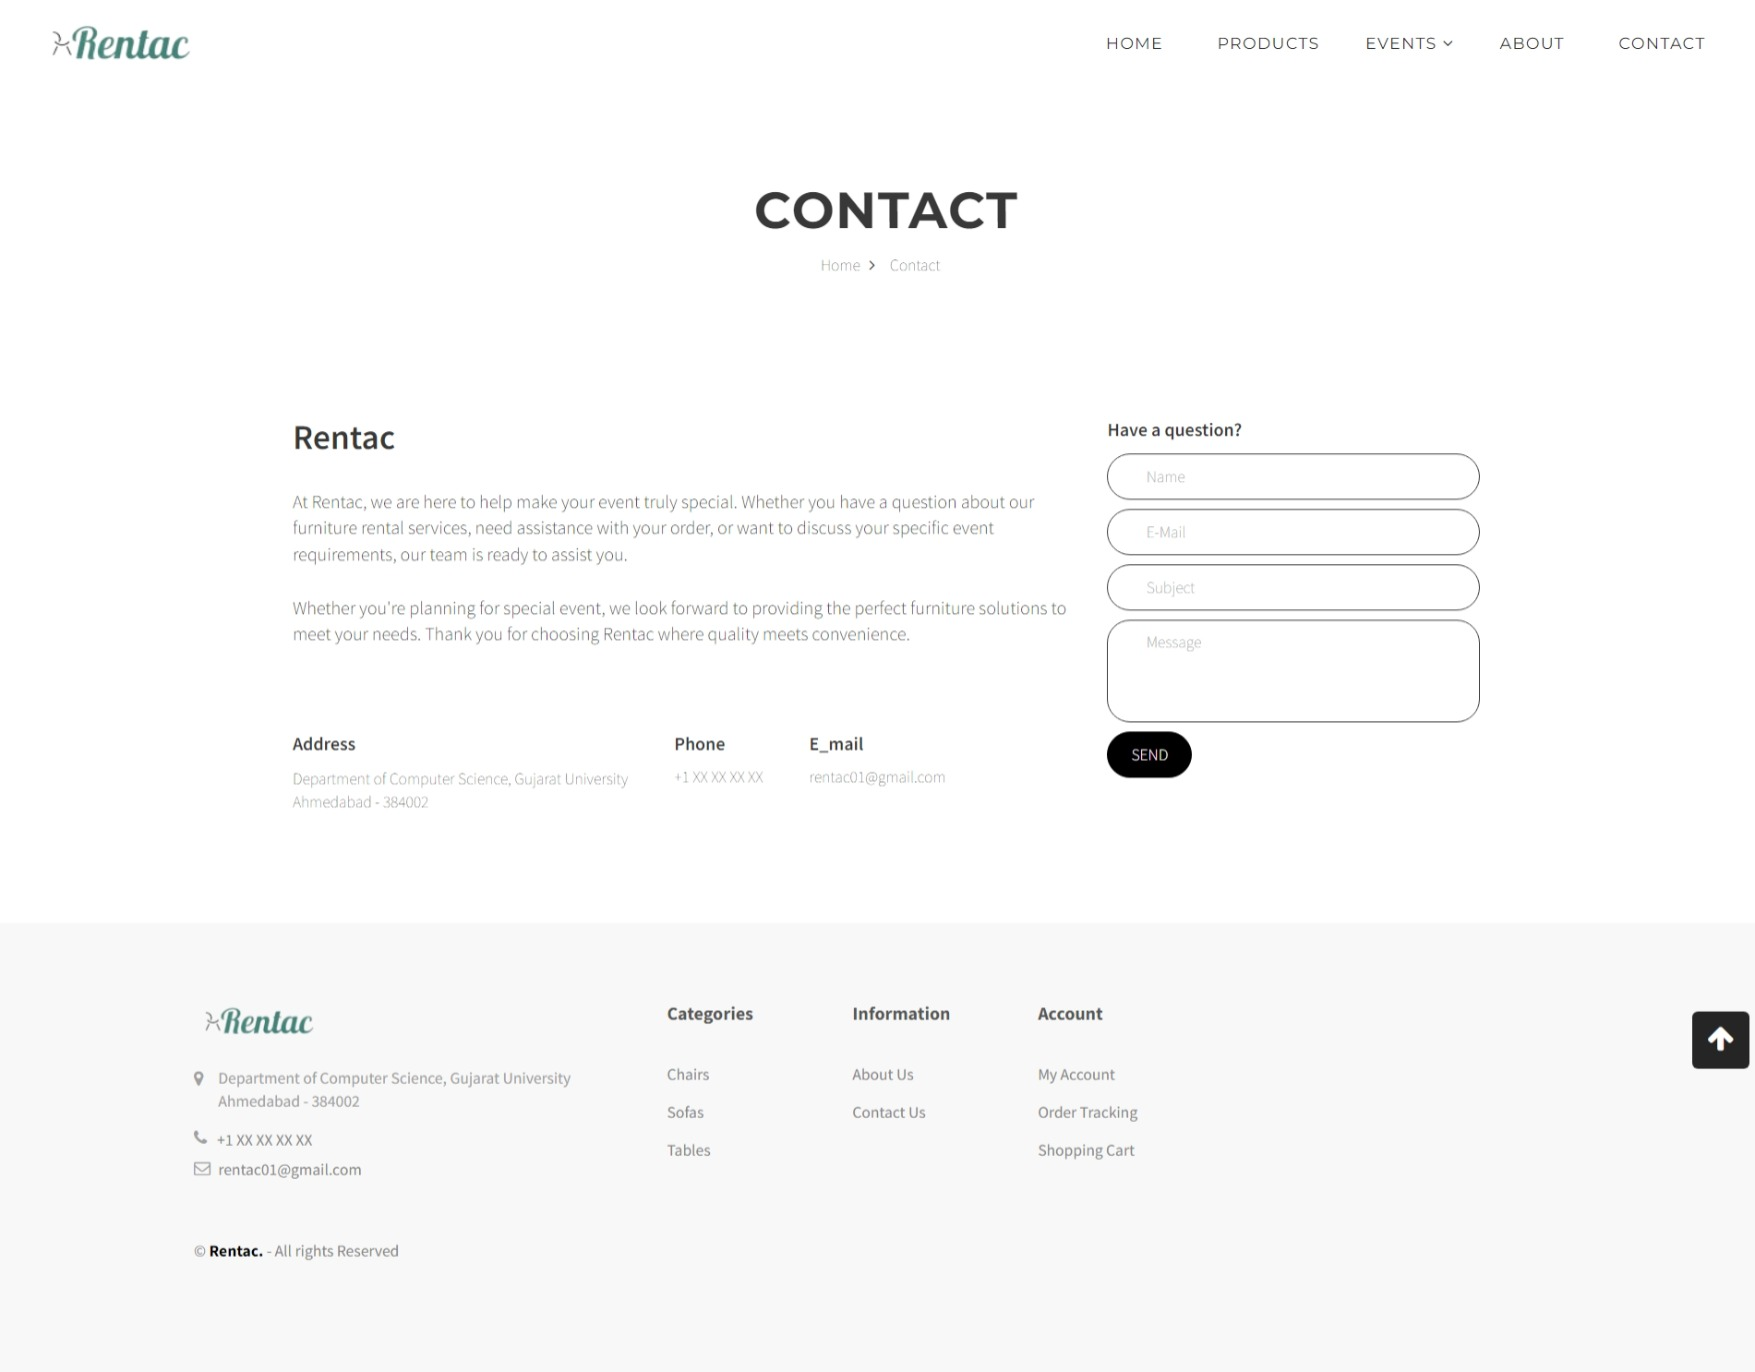 Rentac
HOME PRODUCTS EVENTS ABOUT CONTACT
CONTACT
Home > Contact
Rentac
At Rentac, we are here to help make your event truly special. Whether you have a question about our
furniture rental services, need assistance with your order, or want to discuss your specific event
requirements, our team is ready to assist you.
Whether you're planning for special event, we look forward to providing the perfect furniture solutions to
meet your needs. Thank you for choosing Rentac where quality meets convenience.
Address
Department of Computer Science, Gujarat University
Ahmedabad - 384002
Phone
+1 XX XX XX XX
E_mail
rentac01@gmail.com
Have a question?
Name
E-Mail
Subject
Message
SEND
Rentac
Department of Computer Science, Gujarat University
Ahmedabad - 384002
+1 XX XX XX XX
rentac01@gmail.com
Categories
Chairs
Sofas
Tables
Information
About Us
Contact Us
Account
My Account
Order Tracking
Shopping Cart
© Rentac. - All rights Reserved